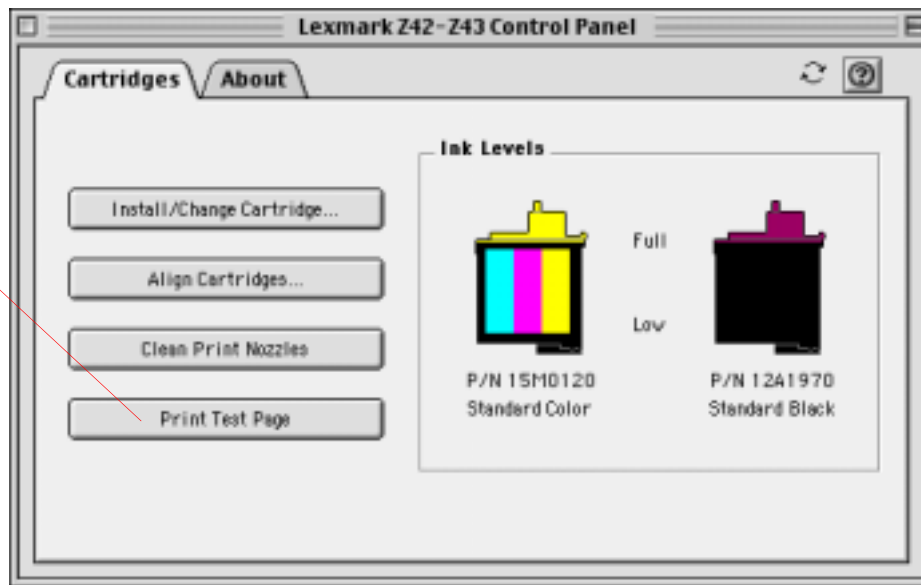 Lexmark Z42-Z43 Control Panel
Cartridges
About
Install/Change Cartridge...
Align Cartridges...
Clean Print Nozzles
Print Test Page
Ink Levels
Full
Low
P/N 15M0120
Standard Color
P/N 12A1970
Standard Black